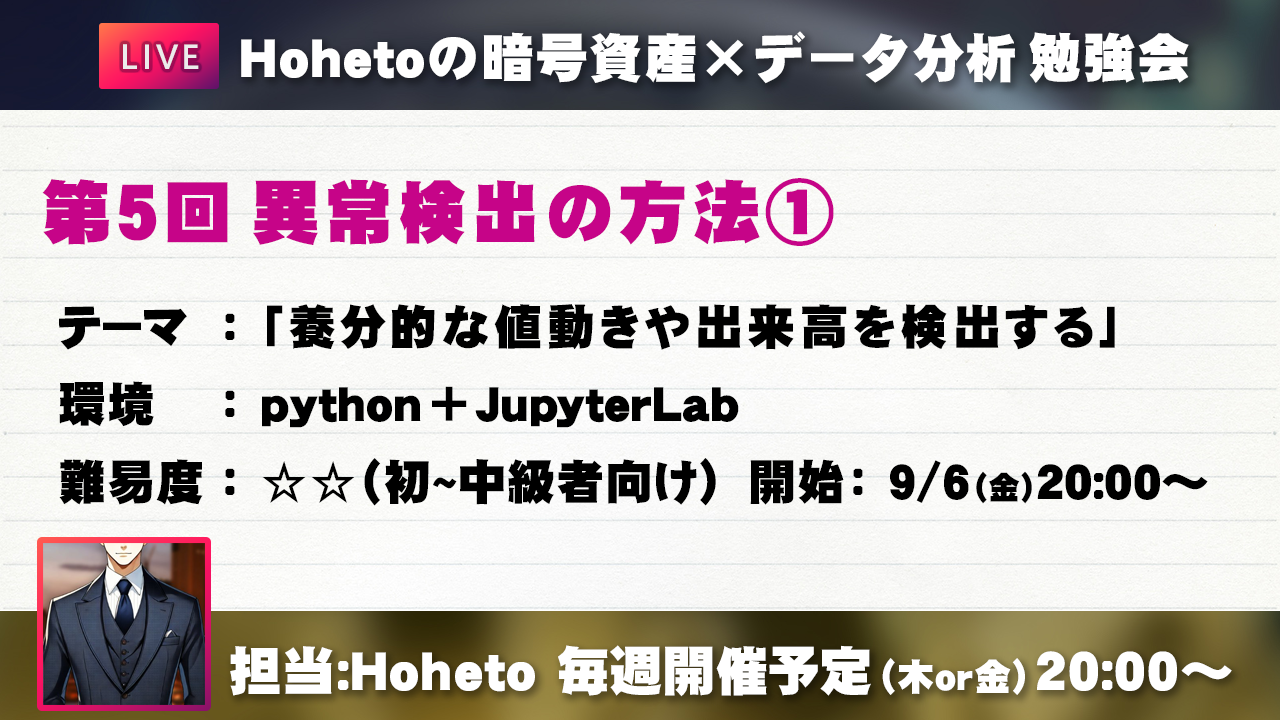 LIVE Hohetoの暗号資産×データ分析 勉強会
第5回 異常検出の方法①
テーマ ：「養分的な値動きや出来高を検出する」
環境 ：python＋JupyterLab
難易度：☆☆（初~中級者向け） 開始：9/6（金）20:00～
担当:Hoheto 毎週開催予定（木or金）20:00～